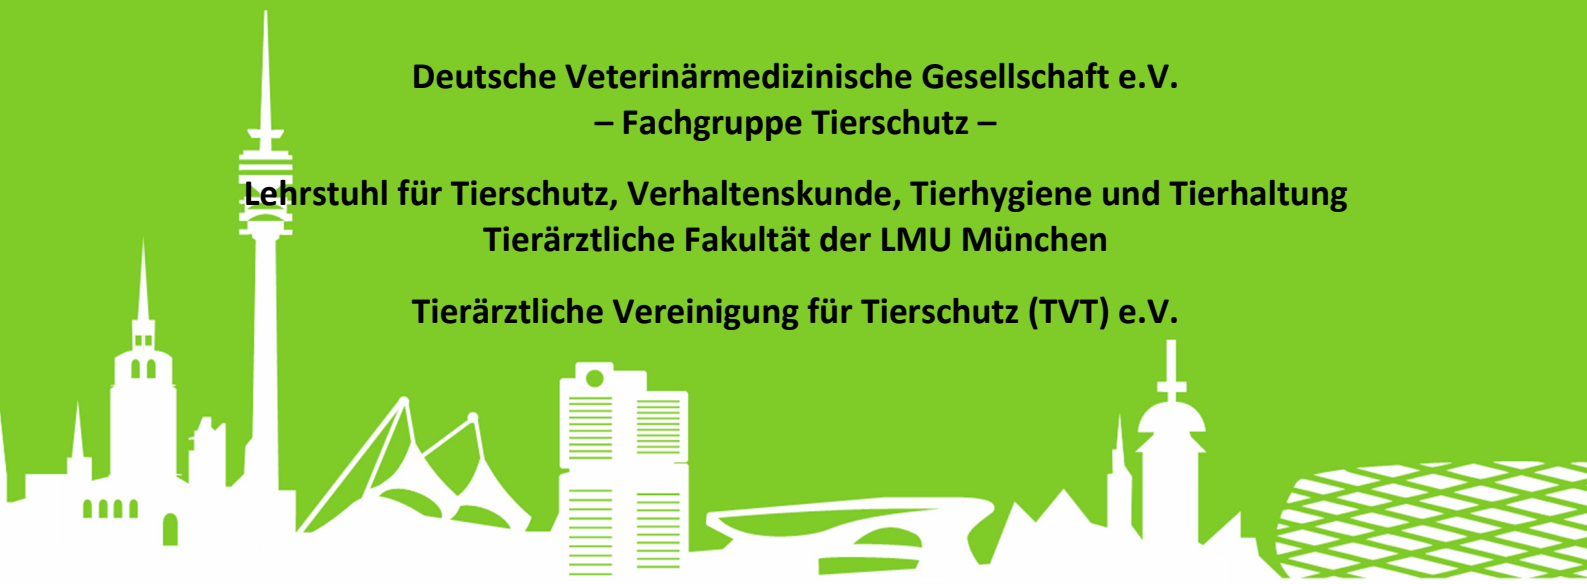 Deutsche Veterinärmedizinische Gesellschaft e.V.
– Fachgruppe Tierschutz –
Lehrstuhl für Tierschutz, Verhaltenskunde, Tierhygiene und Tierhaltung
Tierärztliche Fakultät der LMU München
Tierärztliche Vereinigung für Tierschutz (TVT) e.V.